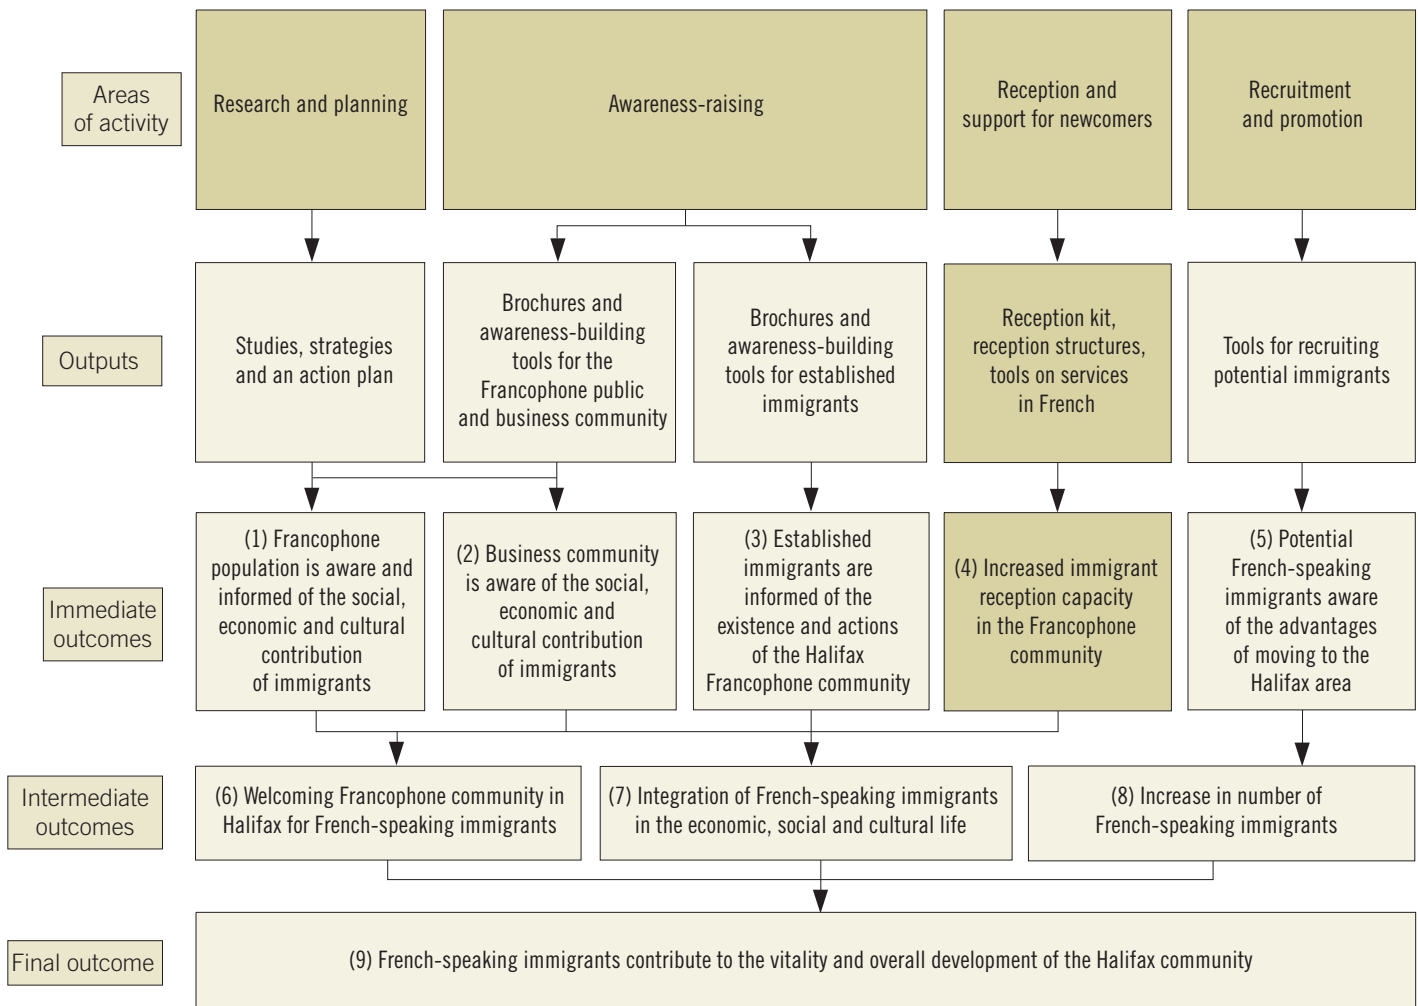 Areas
of activity
Research and planning
Awareness-raising
Reception and
support for newcomers
Recruitment
and promotion
Outputs
Studies, strategies
and an action plan
Brochures and
awareness-building
tools for the
Francophone public
and business community
Brochures and
awareness-building
tools for established
immigrants
Reception kit,
reception structures,
tools on services
in French
Tools for recruiting
potential immigrants
Immediate
outcomes
(1) Francophone
population is aware and
informed of the social,
economic and cultural
contribution
of immigrants
(2) Business community
is aware of the social,
economic and
cultural contribution
of immigrants
(3) Established
immigrants are
informed of the
existence and actions
of the Halifax
Francophone community
(4) Increased immigrant
reception capacity
in the Francophone
community
(5) Potential
French-speaking
immigrants aware
of the advantages
of moving to the
Halifax area
Intermediate
outcomes
(6) Welcoming Francophone community in
Halifax for French-speaking immigrants
(7) Integration of French-speaking immigrants
in the economic, social and cultural life
(8) Increase in number of
French-speaking immigrants
Final outcome
(9) French-speaking immigrants contribute to the vitality and overall development of the Halifax community